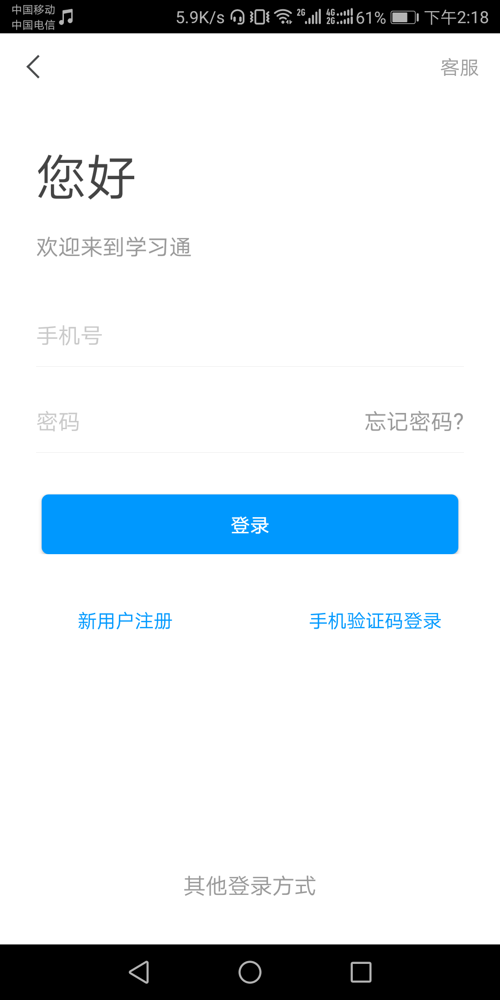 中国移动
中国电信
5.9K/s 2G 4G 2G 61% 下午2:18
客服
您好
欢迎来到学习通
手机号
密码 忘记密码?
登录
新用户注册 手机验证码登录
其他登录方式